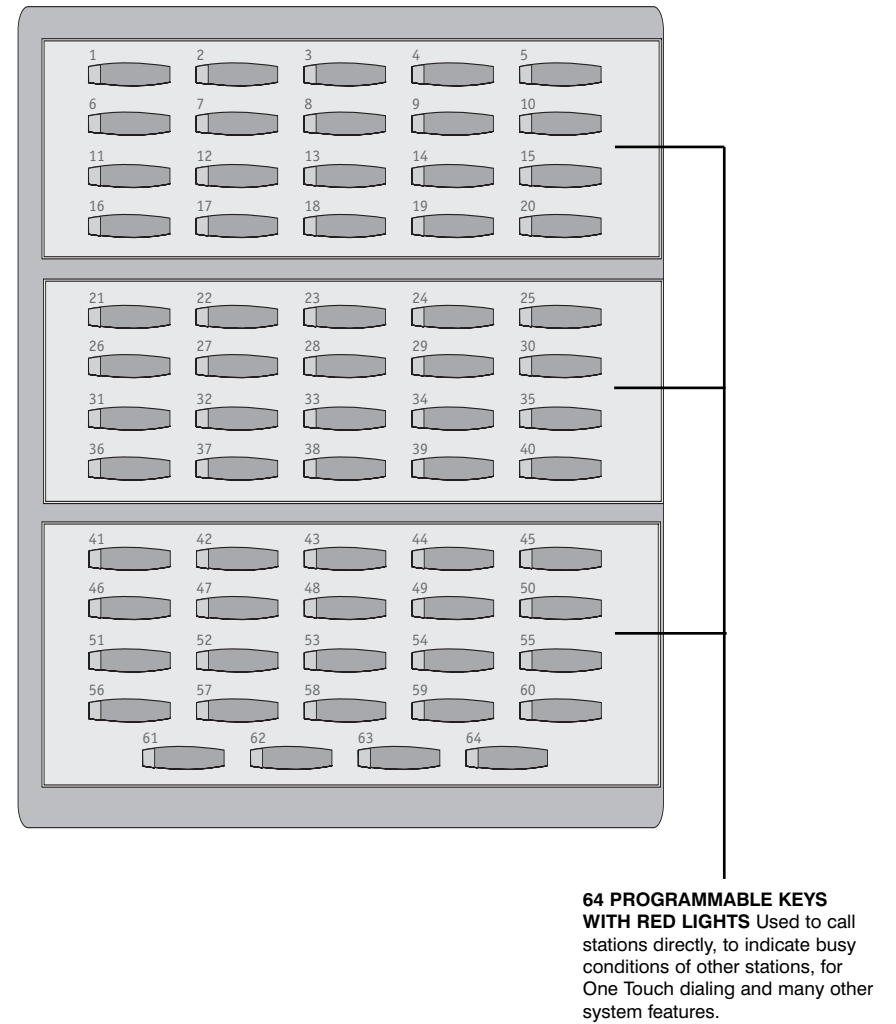 1 2 3 4 5
6 7 8 9 10
11 12 13 14 15
16 17 18 19 20
21 22 23 24 25
26 27 28 29 30
31 32 33 34 35
36 37 38 39 40
41 42 43 44 45
46 47 48 49 50
51 52 53 54 55
56 57 58 59 60
61 62 63 64
64 PROGRAMMABLE KEYS
WITH RED LIGHTS Used to call
stations directly, to indicate busy
conditions of other stations, for
One Touch dialing and many other
system features.